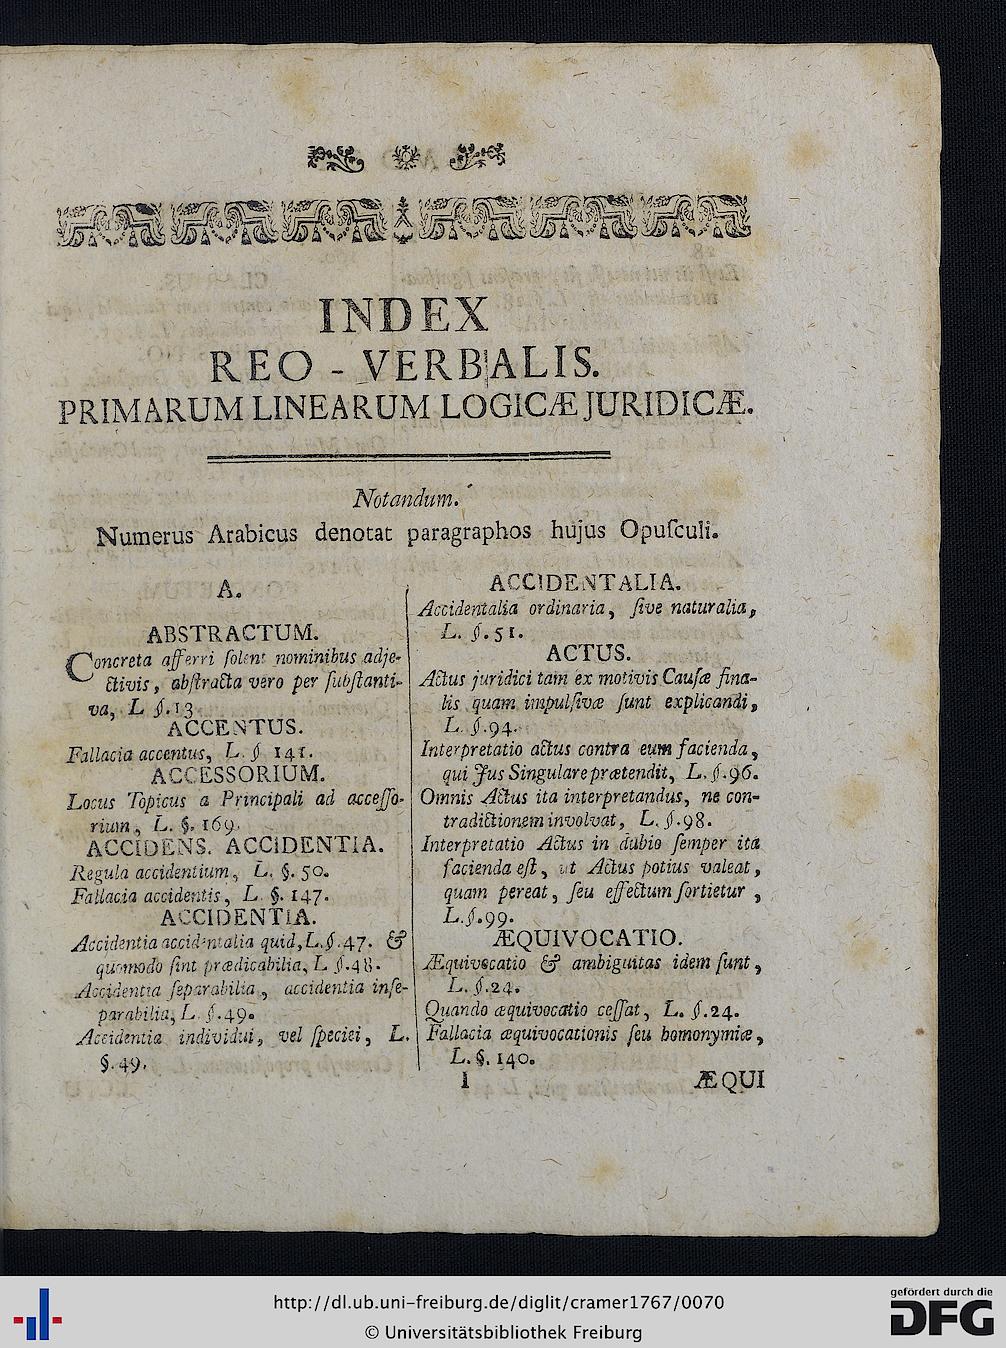 INDEX
REO - VERBALIS.
PRIMARUM LINEARUM LOGICÆ JURIDICÆ.
Notandum.
Numerus Arabicus denotat paragraphos hujus Opuſculi.
A.
ABSTRACTUM.
Concreta afferri ſolent nominibus adje-
ctivis, abſtracta vero per ſubſtanti-
va, L §.13
ACCENTUS.
Fallacia accentus, L. § 141.
ACCESSORIUM.
Locus Topicus a Principali ad acceſſo-
rium, L. §. 169.
ACCIDENS. ACCIDENTIA.
Regula accidentium, L. §. 50.
Fallacia accidentis, L. §. 147.
ACCIDENTIA.
Accidentia accidentalia quid, L. §. 47. &
quomodo ſint prædicabilia, L §.48.
Accidentia ſeparabilia, accidentia inſe-
parabilia, L. §.49.
Accidentia individui, vel ſpeciei, L.
§.49.
ACCIDENTALIA.
Accidentalia ordinaria, ſive naturalia,
L. §.51.
ACTUS.
Actus juridici tam ex motivis Cauſæ fina-
lis quam impulſivæ ſunt explicandi,
L. §.94.
Interpretatio actus contra eum facienda,
qui Jus Singulare prætendit, L. §.96.
Omnis Actus ita interpretandus, ne con-
tradictionem involvat, L. §.98.
Interpretatio Actus in dubio ſemper ita
facienda eſt, ut Actus potius valeat,
quam pereat, ſeu effectum ſortietur,
L. §.99.
ÆQUIVOCATIO.
Æquivocatio & ambiguitas idem ſunt,
L. §.24.
Quando æquivocatio ceſſat, L. §.24.
Fallacia æquivocationis ſeu homonymiæ,
L. §. 140.
1 ÆQUI
http://dl.ub.uni-freiburg.de/diglit/cramer1767/0070
© Universitätsbibliothek Freiburg
gefördert durch die
DFG